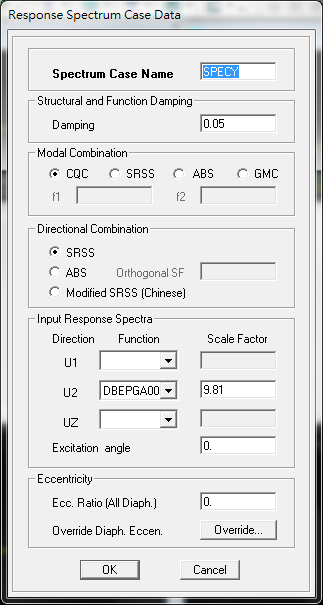 Response Spectrum Case Data
Spectrum Case Name SPECY
Structural and Function Damping
Damping 0.05
Modal Combination
CQC SRSS ABS GMC
f1 f2
Directional Combination
SRSS
ABS Orthogonal SF
Modified SRSS (Chinese)
Input Response Spectra
Direction Function Scale Factor
U1
U2 DBEPGA00 9.81
UZ
Excitation angle 0.
Eccentricity
Ecc. Ratio (All Diaph.) 0.
Override Diaph. Eccen. Override...
OK Cancel